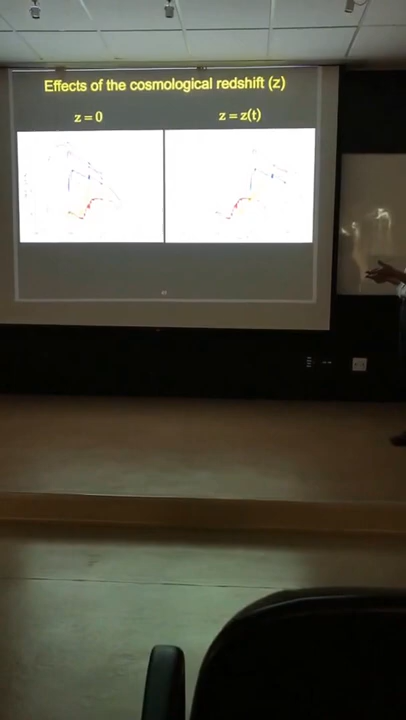 Effects of the cosmological redshift (z)
z = 0
z = z(t)